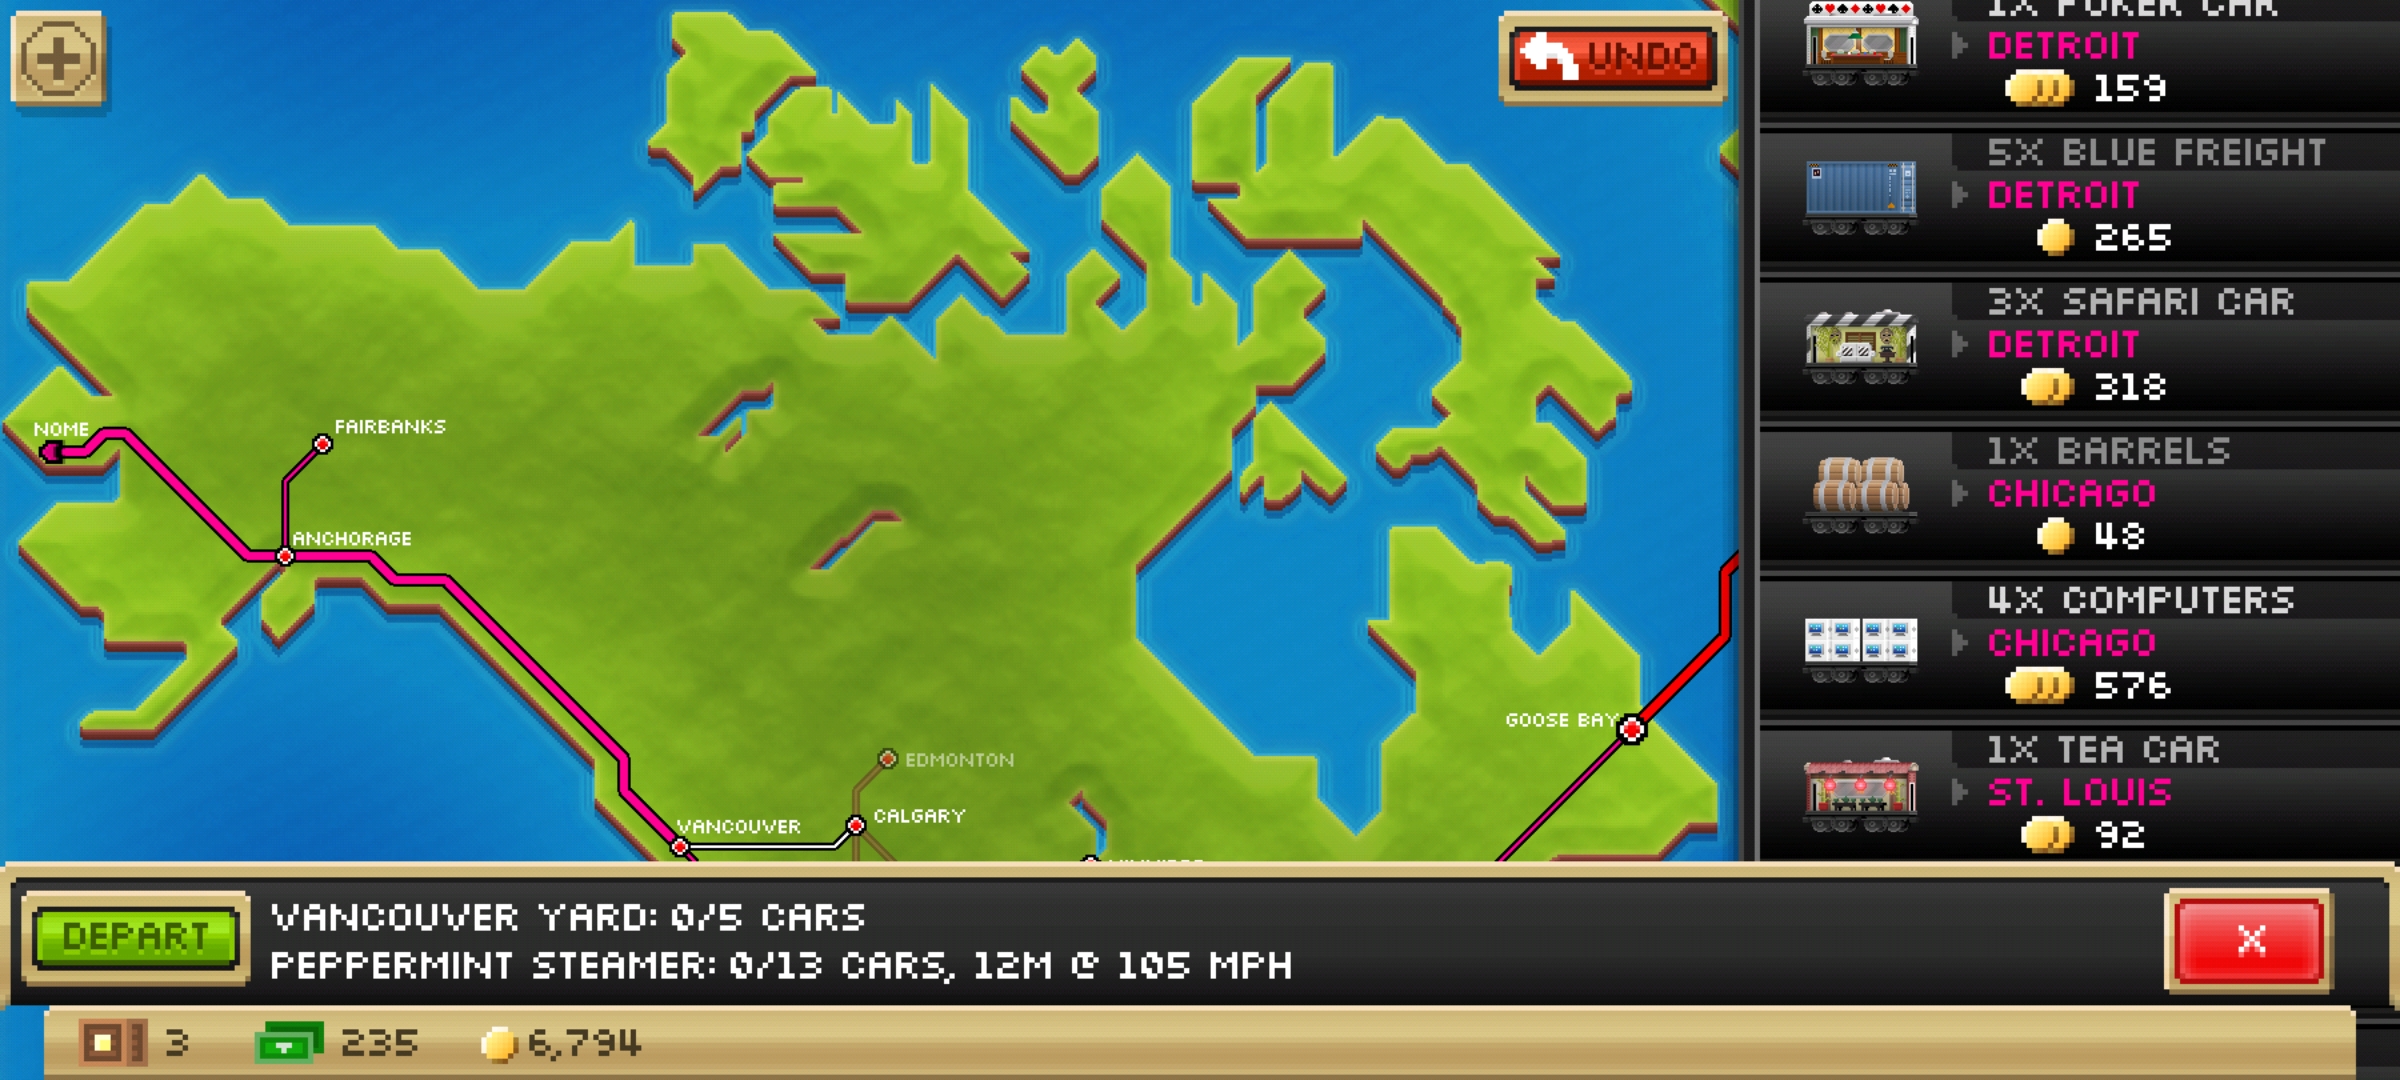 1X POKER CAR
DETROIT
159
UNDO
5X BLUE FREIGHT
DETROIT
265
3X SAFARI CAR
DETROIT
318
NOME
FAIRBANKS
1X BARRELS
CHICAGO
48
ANCHORAGE
4X COMPUTERS
CHICAGO
576
GOOSE BAY
EDMONTON
1X TEA CAR
ST. LOUIS
92
CALGARY
VANCOUVER
DEPART
VANCOUVER YARD: 0/5 CARS
PEPPERMINT STEAMER: 0/13 CARS, 12M @ 105 MPH
X
3
235
6,794